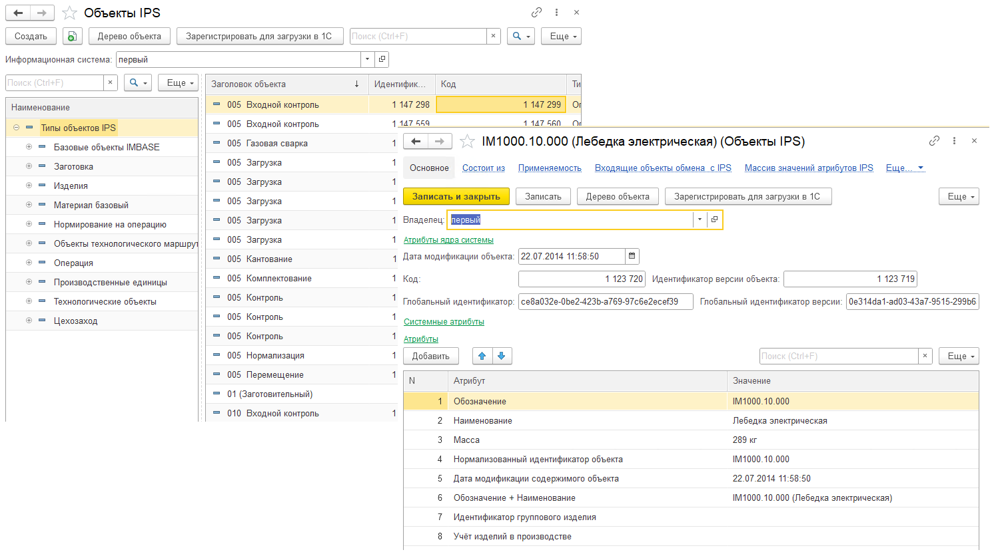 Объекты IPS
Создать
Дерево объекта
Зарегистрировать для загрузки в 1С
Поиск (Ctrl+F)
Еще
Информационная система:
первый
Поиск (Ctrl+F)
Еще
Наименование
Типы объектов IPS
Базовые объекты IMBASE
Заготовка
Изделия
Материал базовый
Нормирование на операцию
Объекты технологического маршрут
Операция
Производственные единицы
Технологические объекты
Цехозаход
Заголовок объекта ↓ Идентифик... Код Ти
005 Входной контроль 1 147 298 1 147 299 Оп
005 Входной контроль 1 147 559 1 147 560 Оп
005 Газовая сварка 1
005 Загрузка 1
005 Загрузка 1
005 Загрузка 1
005 Загрузка 1
005 Загрузка 1
005 Кантование 1
005 Комплектование 1
005 Контроль 1
005 Контроль 1
005 Контроль 1
005 Нормализация 1
005 Перемещение 1
01 (Заготовительный)
010 Входной контроль 1
IM1000.10.000 (Лебедка электрическая) (Объекты IPS)
Основное Состоит из Применяемость Входящие объекты обмена с IPS Массив значений атрибутов IPS Еще...
Записать и закрыть Записать Дерево объекта Зарегистрировать для загрузки в 1С Еще
Владелец: первый
Атрибуты ядра системы
Дата модификации объекта: 22.07.2014 11:58:50
Код: 1 123 720 Идентификатор версии объекта: 1 123 719
Глобальный идентификатор: ce8a032e-0be2-423b-a769-97c6e2ecef39 Глобальный идентификатор версии: 0e314da1-ad03-43a7-9515-299b6
Системные атрибуты
Атрибуты
Добавить Поиск (Ctrl+F) Еще
N Атрибут Значение
1 Обозначение IM1000.10.000
2 Наименование Лебедка электрическая
3 Масса 289 кг
4 Нормализованный идентификатор объекта IM1000.10.000
5 Дата модификации содержимого объекта 22.07.2014 11:58:50
6 Обозначение + Наименование IM1000.10.000 (Лебедка электрическая)
7 Идентификатор группового изделия
8 Учёт изделий в производстве